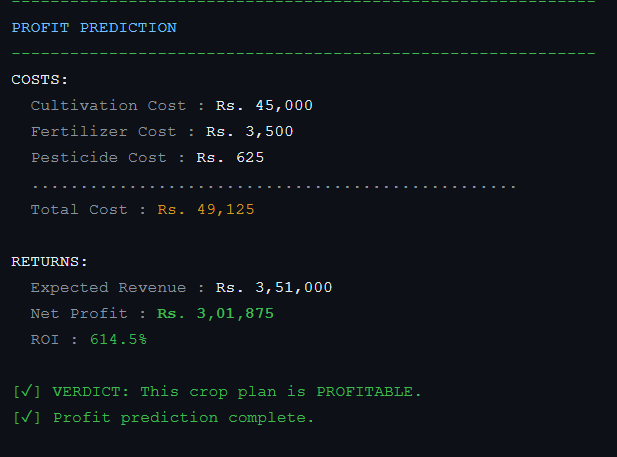 ------------------------------------------------------------
PROFIT PREDICTION
------------------------------------------------------------
COSTS:
Cultivation Cost : Rs. 45,000
Fertilizer Cost : Rs. 3,500
Pesticide Cost : Rs. 625
..................................................
Total Cost : Rs. 49,125
RETURNS:
Expected Revenue : Rs. 3,51,000
Net Profit : Rs. 3,01,875
ROI : 614.5%
[✓] VERDICT: This crop plan is PROFITABLE.
[✓] Profit prediction complete.